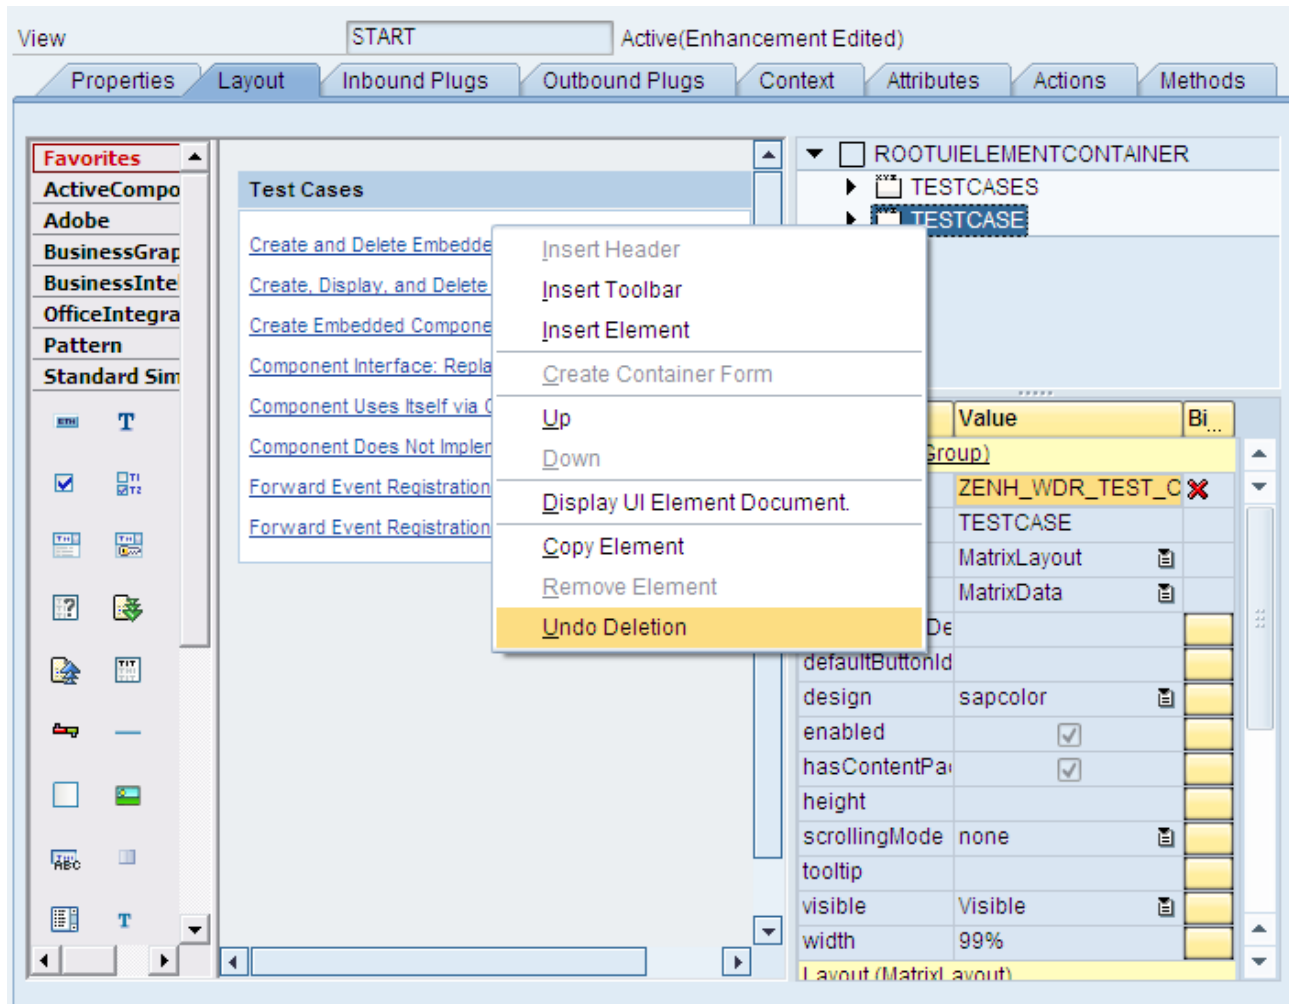 View START Active(Enhancement Edited)
Properties Layout Inbound Plugs Outbound Plugs Context Attributes Actions Methods
Favorites
ActiveCompo
Adobe
BusinessGrap
BusinessInte
OfficeIntegra
Pattern
Standard Sim
Test Cases
Create and Delete Embedde
Create, Display, and Delete
Create Embedded Compone
Component Interface: Repla
Component Uses Itself via C
Component Does Not Implem
Forward Event Registration
Forward Event Registration
Insert Header
Insert Toolbar
Insert Element
Create Container Form
Up
Down
Display UI Element Document.
Copy Element
Remove Element
Undo Deletion
ROOTUIELEMENTCONTAINER
TESTCASES
TESTCASE
Value Bi...
Group)
ZENH_WDR_TEST_C
TESTCASE
MatrixLayout
MatrixData
De
defaultButtonId
design sapcolor
enabled
hasContentPa
height
scrollingMode none
tooltip
visible Visible
width 99%
Layout (MatrixLayout)